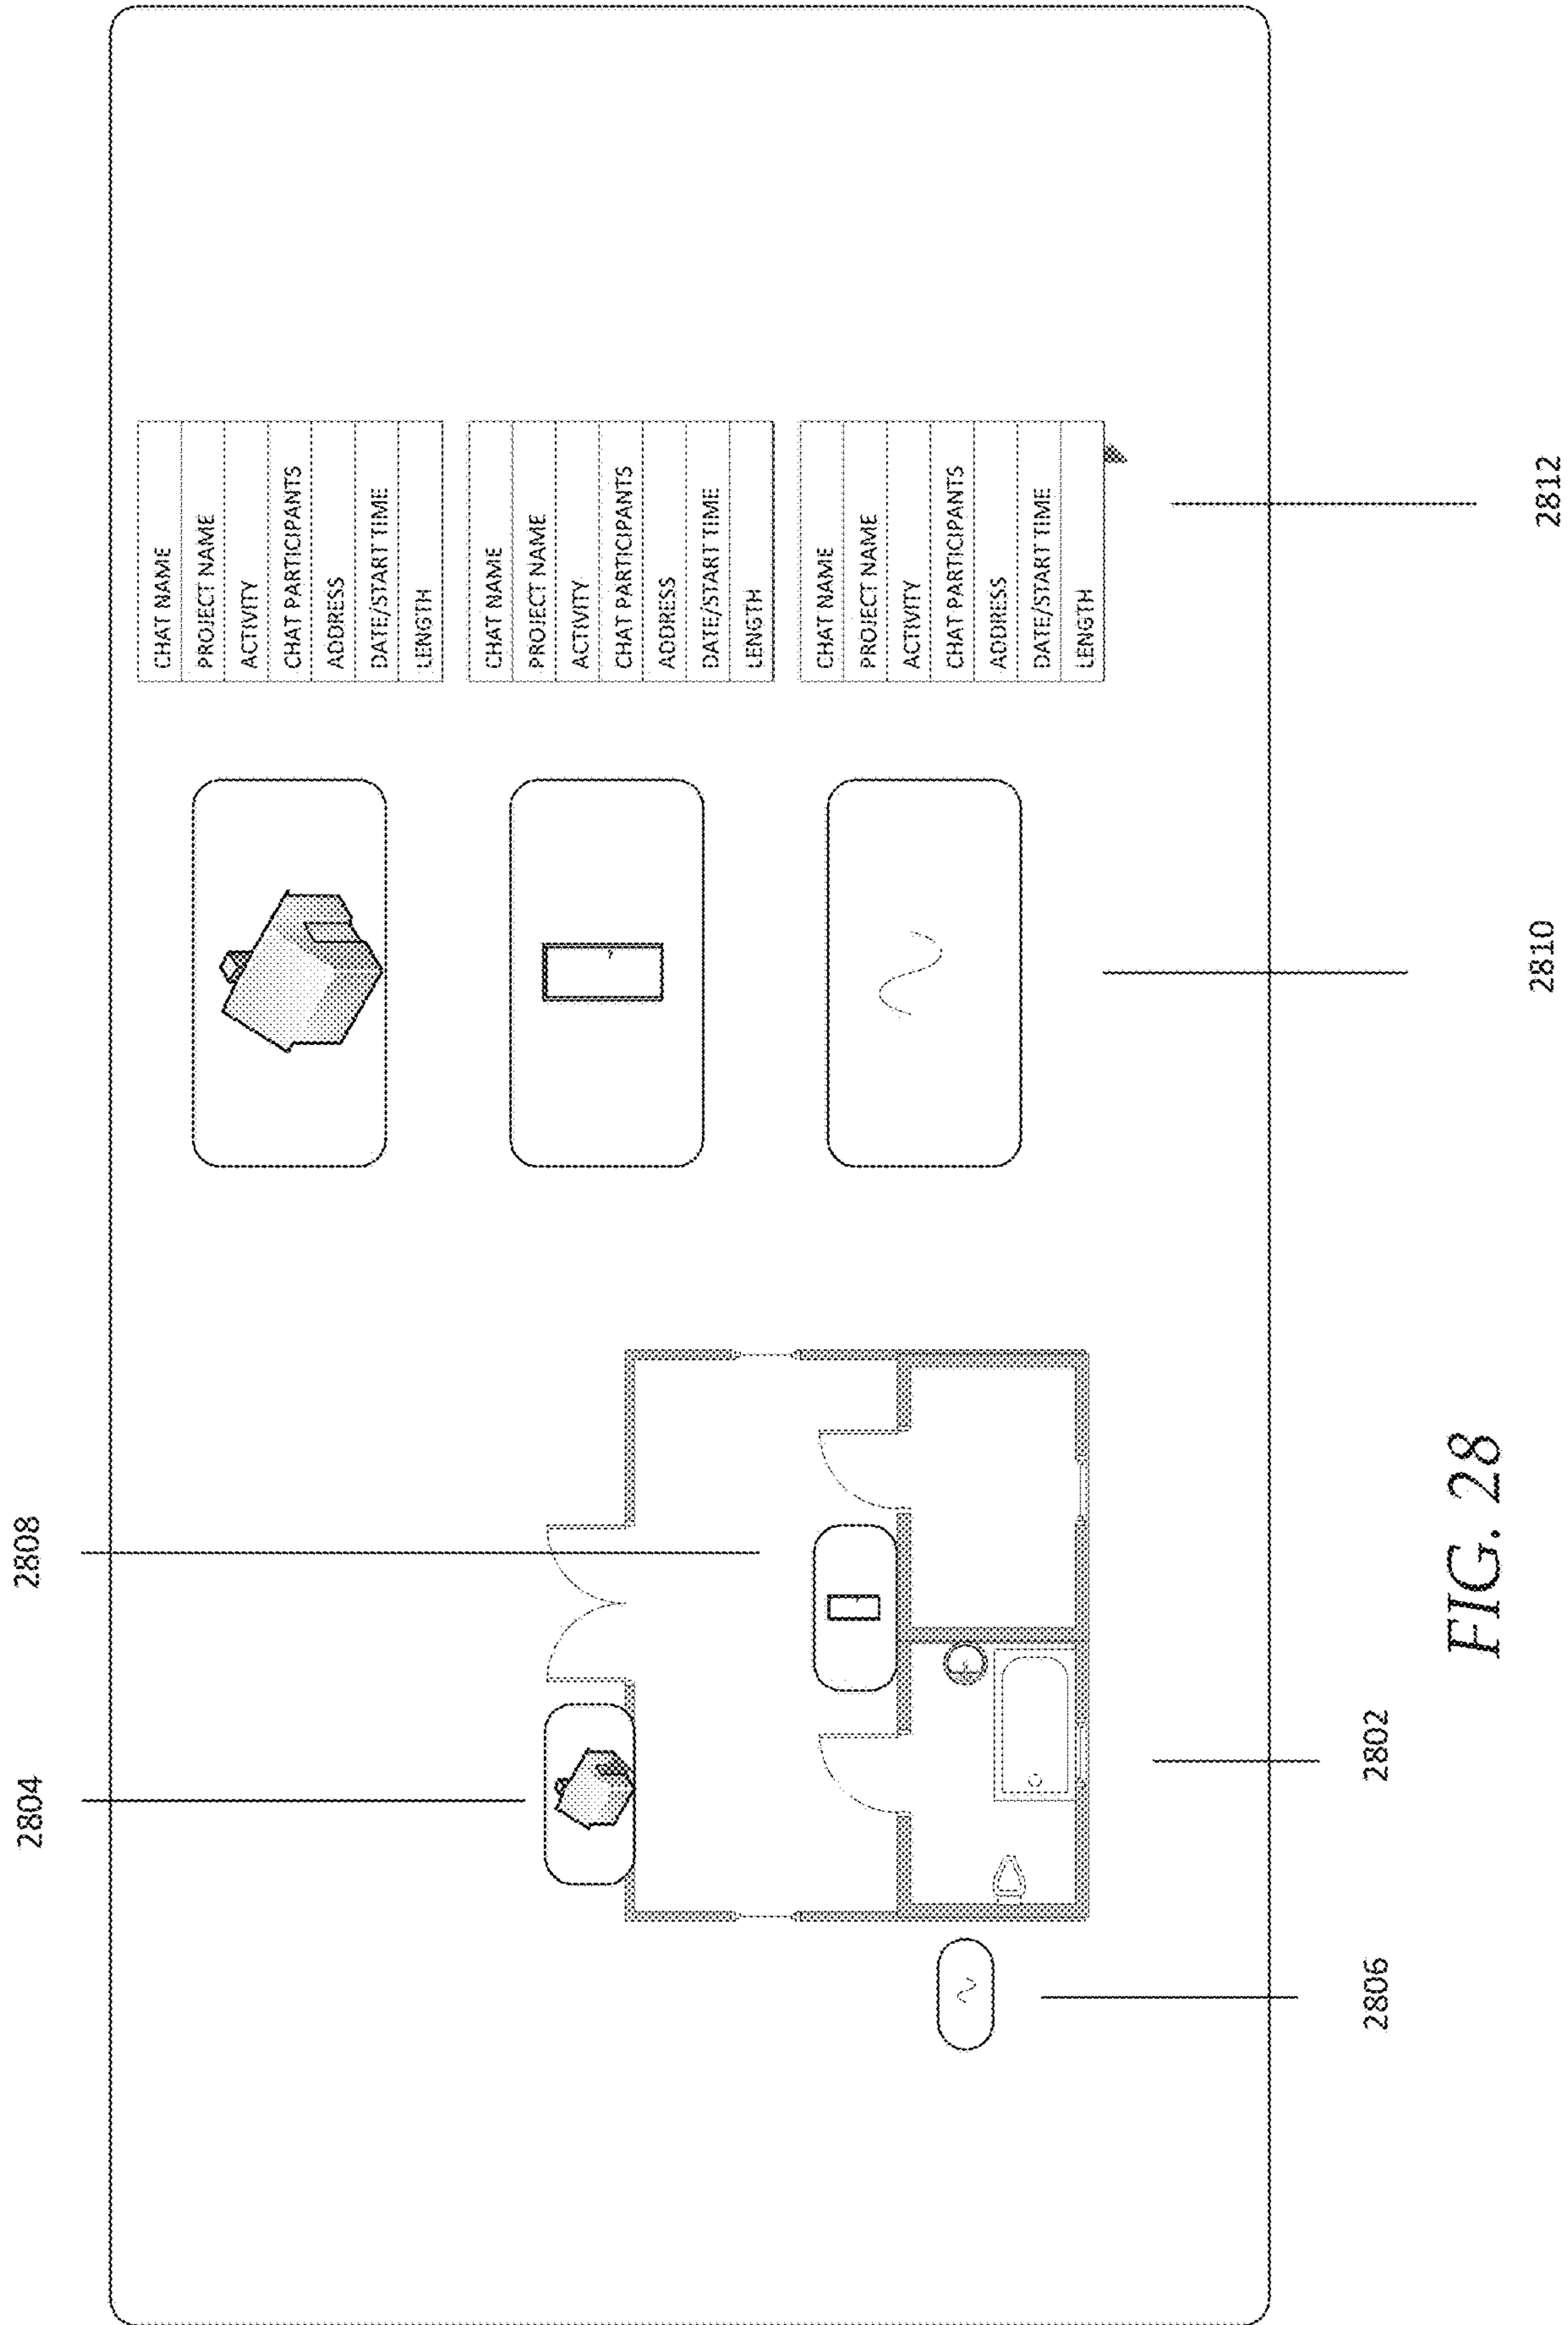 2804
2808
CHAT NAME
PROJECT NAME
ACTIVITY
CHAT PARTICIPANTS
ADDRESS
DATE/START TIME
LENGTH
CHAT NAME
PROJECT NAME
ACTIVITY
CHAT PARTICIPANTS
ADDRESS
DATE/START TIME
LENGTH
CHAT NAME
PROJECT NAME
ACTIVITY
CHAT PARTICIPANTS
ADDRESS
DATE/START TIME
LENGTH
2806
2802
2810
2812
FIG. 28